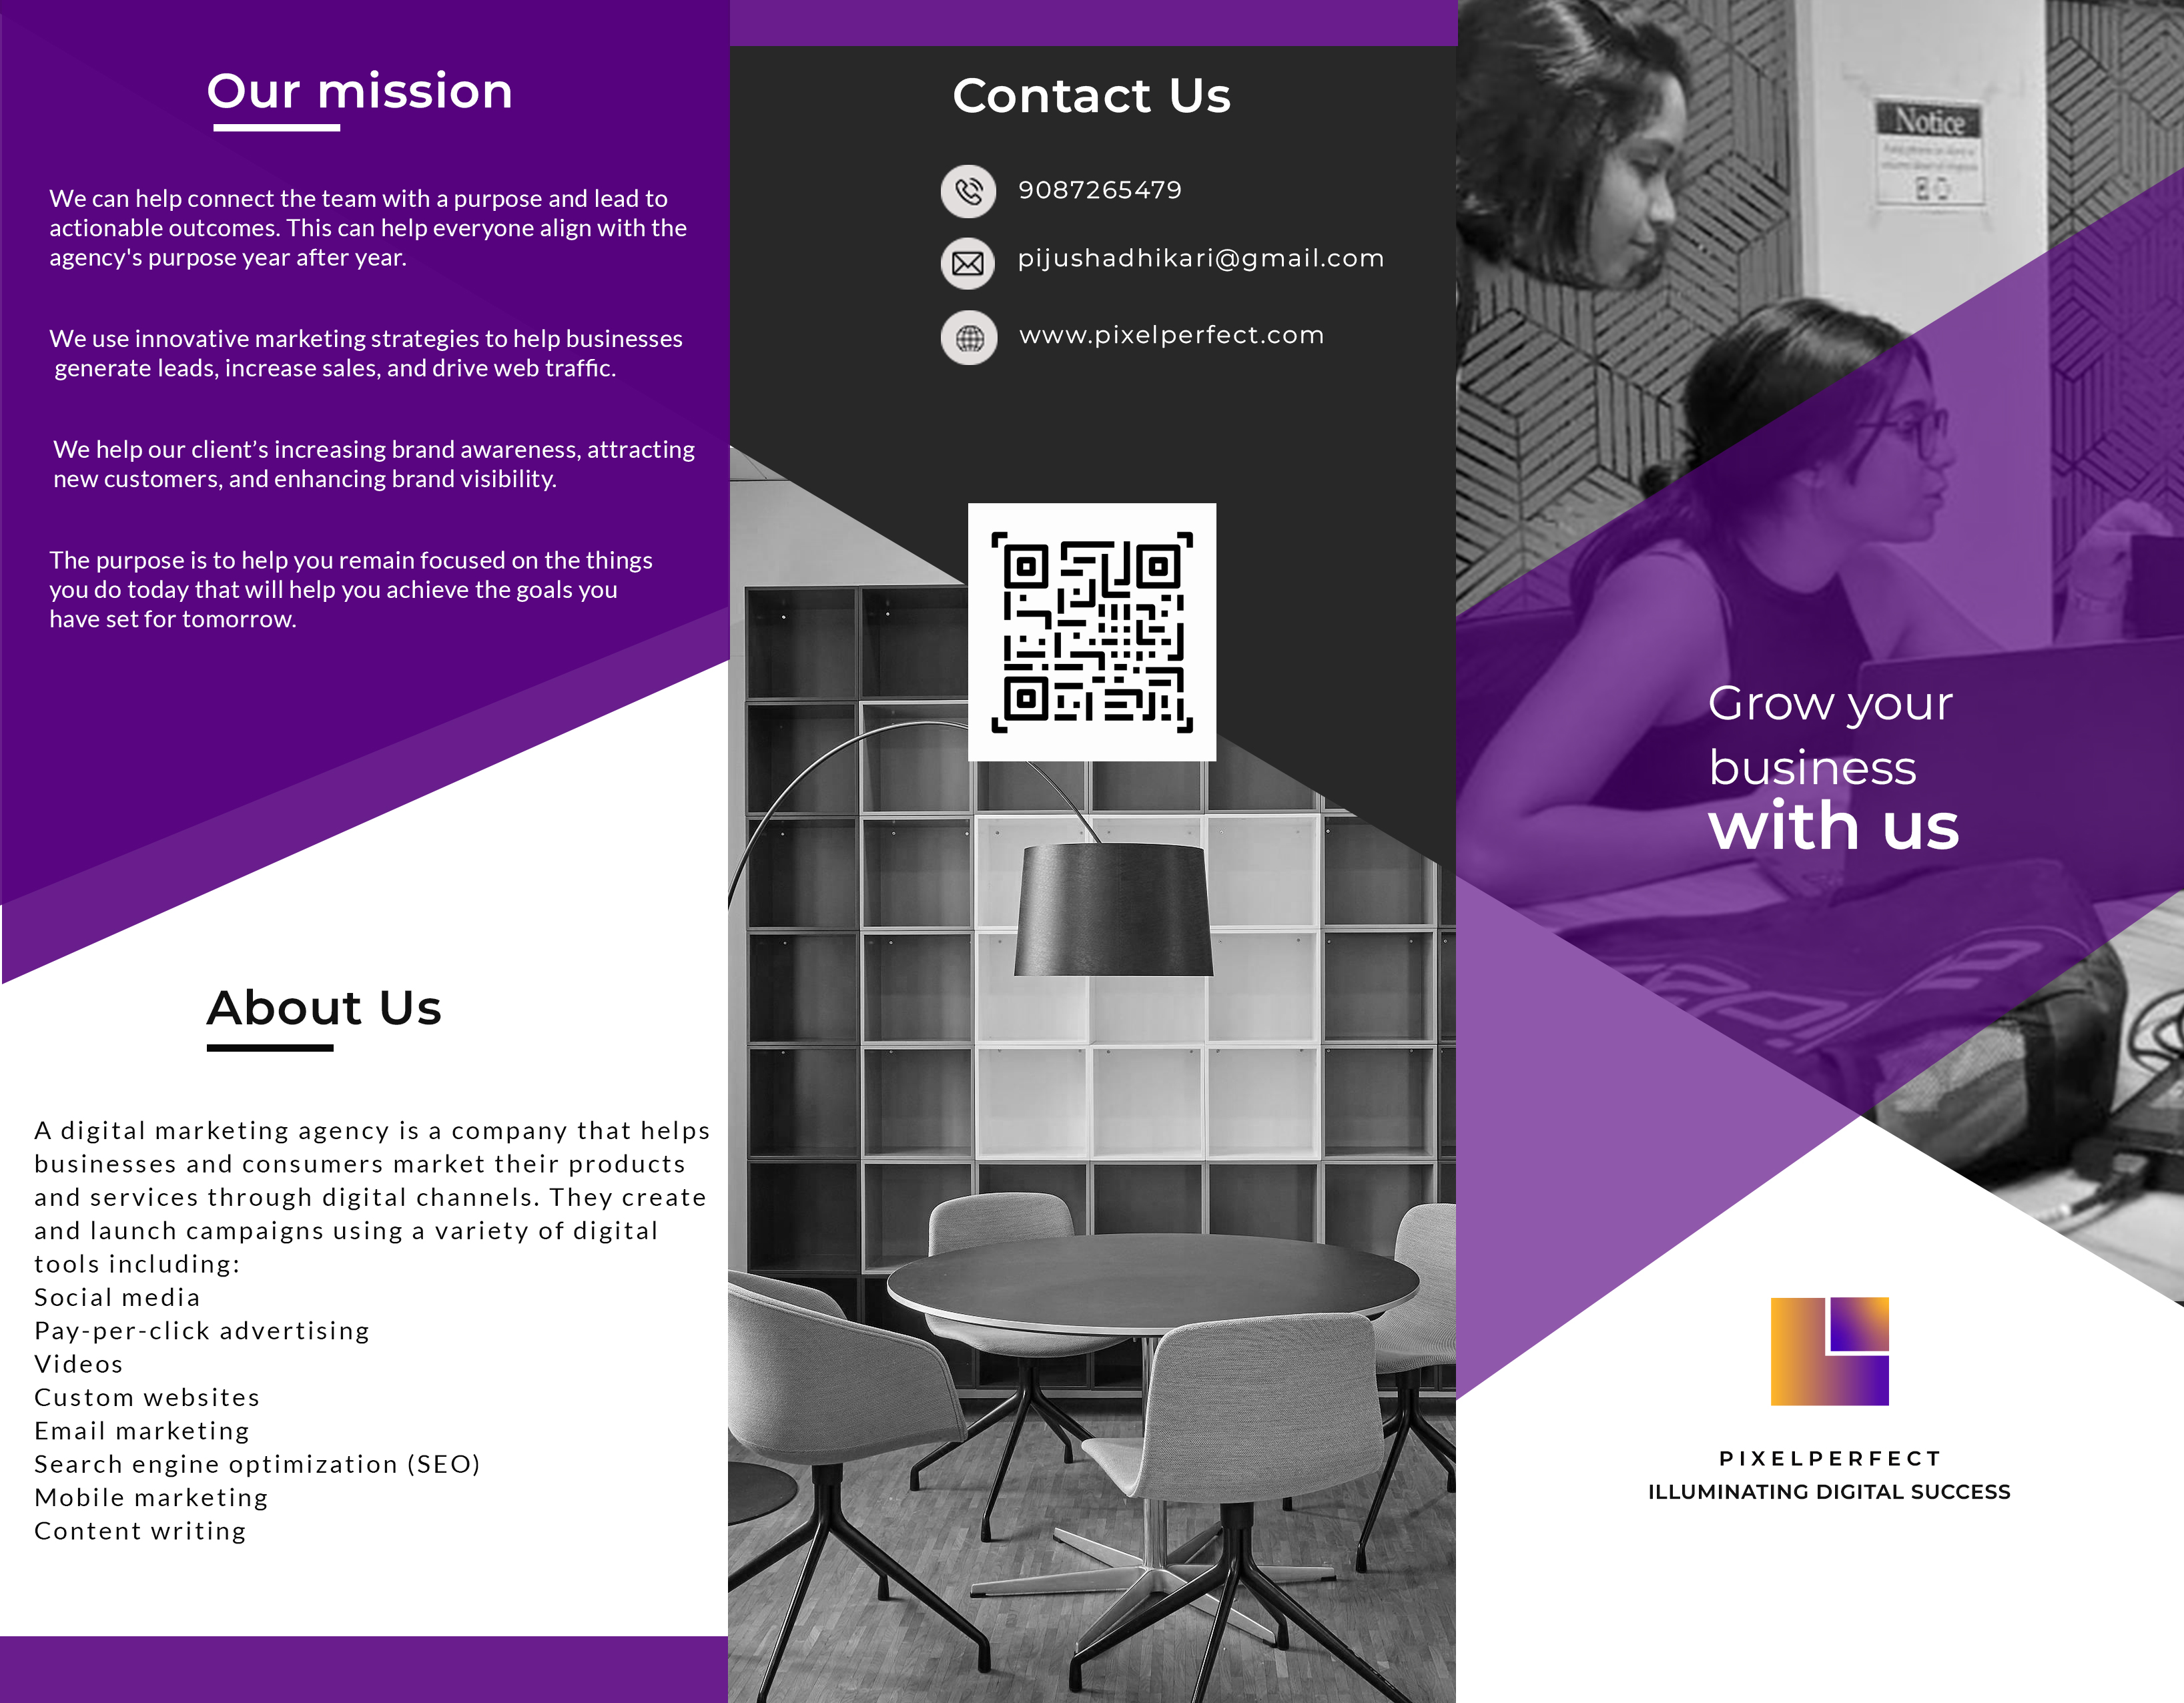 Our mission
We can help connect the team with a purpose and lead to
actionable outcomes. This can help everyone align with the
agency's purpose year after year.
We use innovative marketing strategies to help businesses
generate leads, increase sales, and drive web traffic.
We help our client’s increasing brand awareness, attracting
new customers, and enhancing brand visibility.
The purpose is to help you remain focused on the things
you do today that will help you achieve the goals you
have set for tomorrow.
About Us
A digital marketing agency is a company that helps
businesses and consumers market their products
and services through digital channels. They create
and launch campaigns using a variety of digital
tools including:
Social media
Pay-per-click advertising
Videos
Custom websites
Email marketing
Search engine optimization (SEO)
Mobile marketing
Content writing
Contact Us
9087265479
pijushadhikari@gmail.com
www.pixelperfect.com
Notice
Grow your
business
with us
PIXELPERFECT
ILLUMINATING DIGITAL SUCCESS